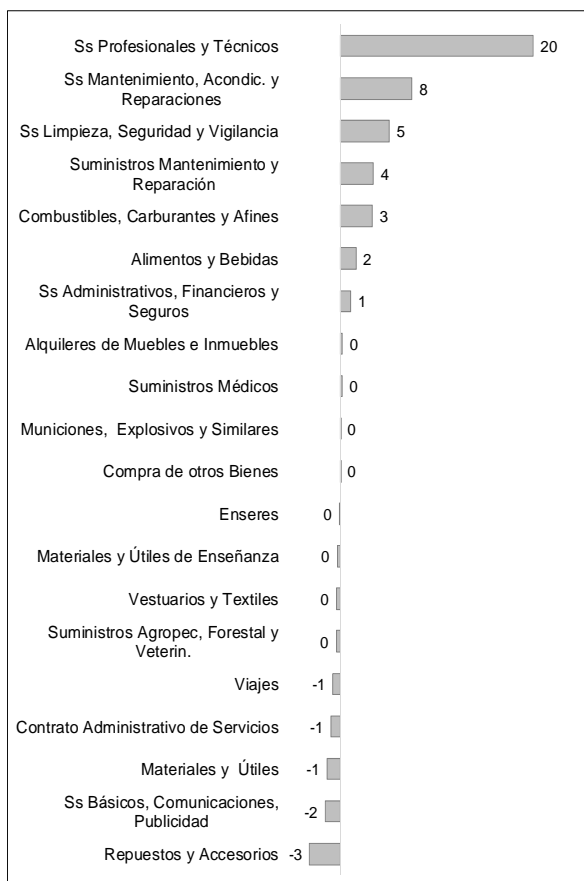 Ss Profesionales y Técnicos 20
Ss Mantenimiento, Acondic. y
Reparaciones 8
Ss Limpieza, Seguridad y Vigilancia 5
Suministros Mantenimiento y
Reparación 4
Combustibles, Carburantes y Afines 3
Alimentos y Bebidas 2
Ss Administrativos, Financieros y
Seguros 1
Alquileres de Muebles e Inmuebles 0
Suministros Médicos 0
Municiones, Explosivos y Similares 0
Compra de otros Bienes 0
Enseres 0
Materiales y Útiles de Enseñanza 0
Vestuarios y Textiles 0
Suministros Agropec, Forestal y
Veterin. 0
Viajes -1
Contrato Administrativo de Servicios -1
Materiales y Útiles -1
Ss Básicos, Comunicaciones,
Publicidad -2
Repuestos y Accesorios -3